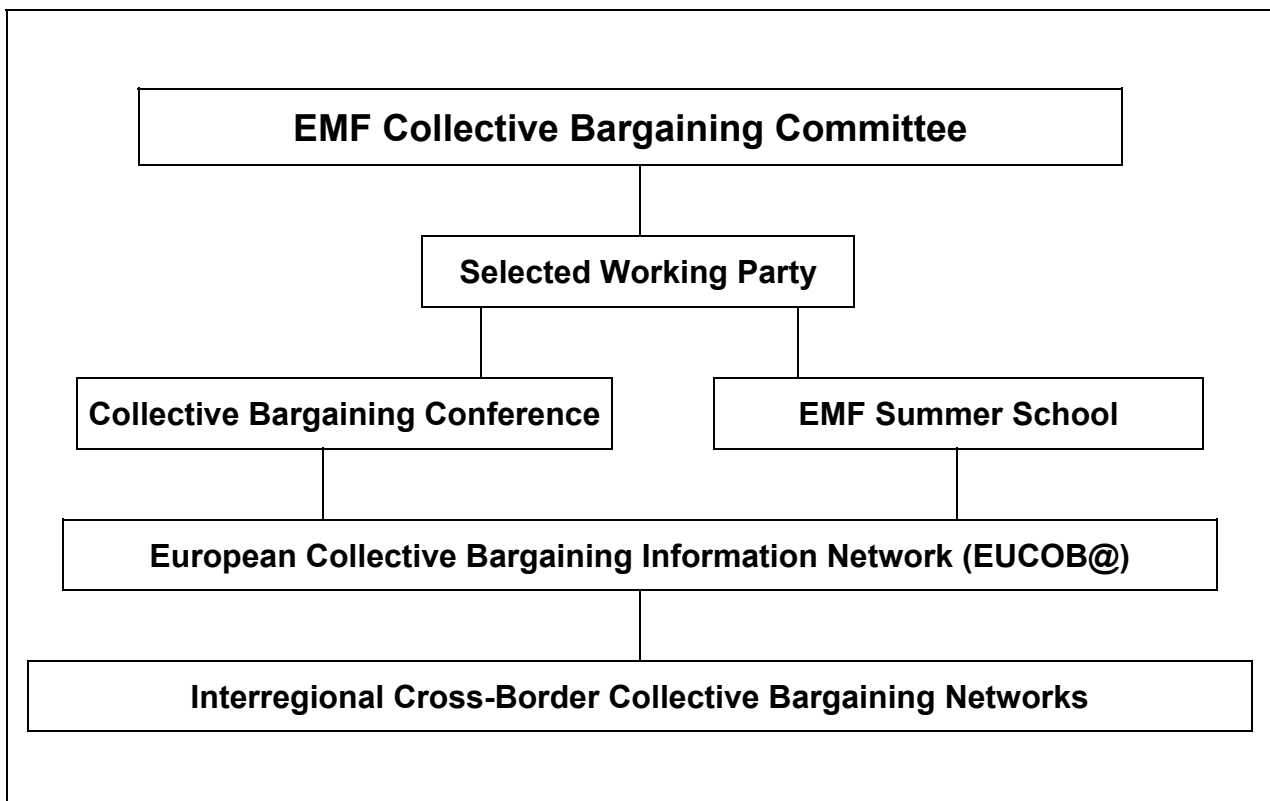 EMF Collective Bargaining Committee
Selected Working Party
Collective Bargaining Conference
EMF Summer School
European Collective Bargaining Information Network (EUCOB@)
Interregional Cross-Border Collective Bargaining Networks